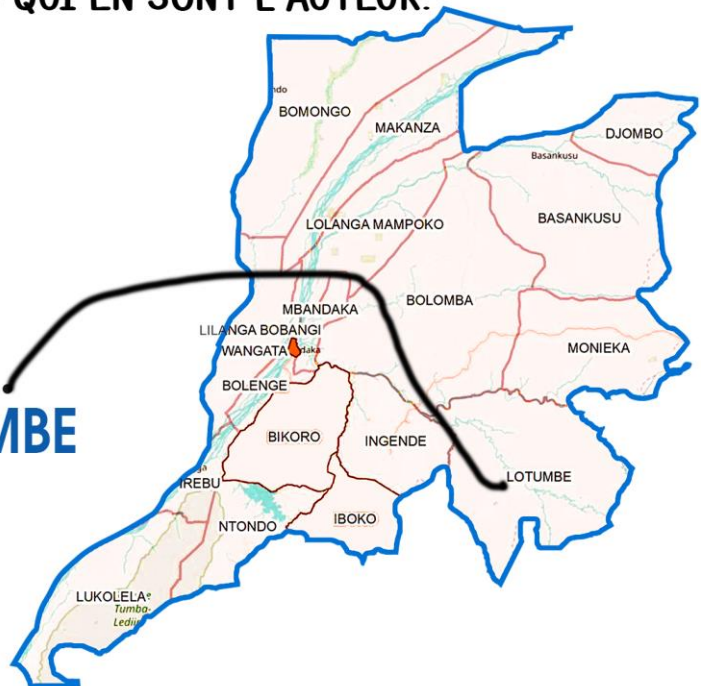 QUI EN SONT L'AUTEUR.
BOMONGO
MAKANZA
DJOMBO
Basankusu
BASANKUSU
LOLANGA MAMPOKO
BOLOMBA
MBANDAKA
LILANGA BOBANGI
WANGATA
MONIEKA
BOLENGE
MBE
BIKORO
INGENDE
LOTUMBE
IREBU
NTONDO
IBOKO
LUKOLELA
Tumba-